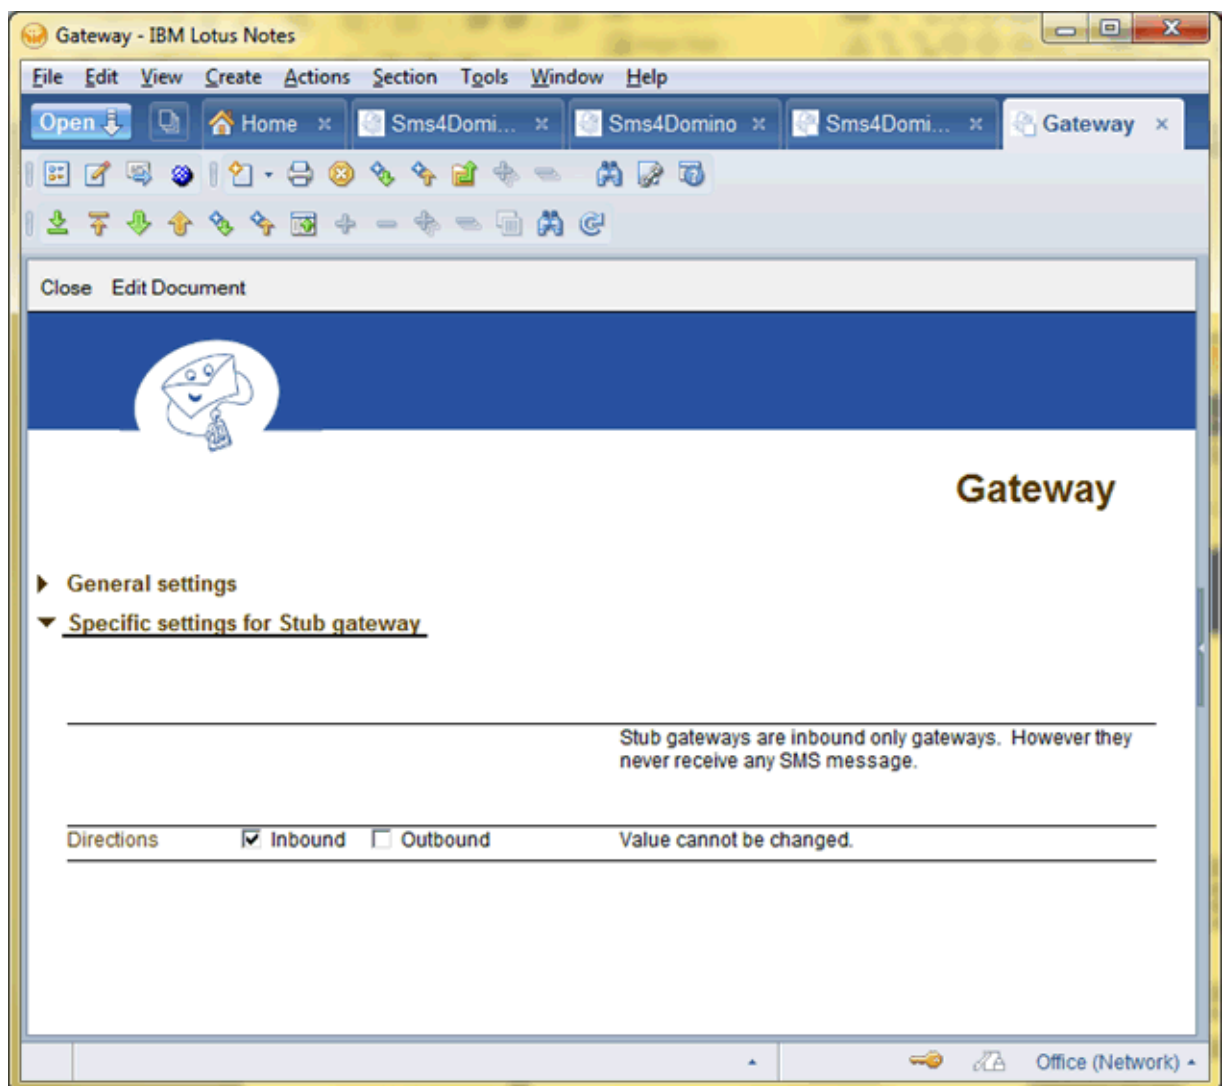 Gateway - IBM Lotus Notes
File Edit View Create Actions Section Tools Window Help
Open Home Sms4Domi... Sms4Domino Sms4Domi... Gateway
Close Edit Document
Gateway
General settings
Specific settings for Stub gateway
Stub gateways are inbound only gateways. However they
never receive any SMS message.
Directions Inbound Outbound Value cannot be changed.
Office (Network)